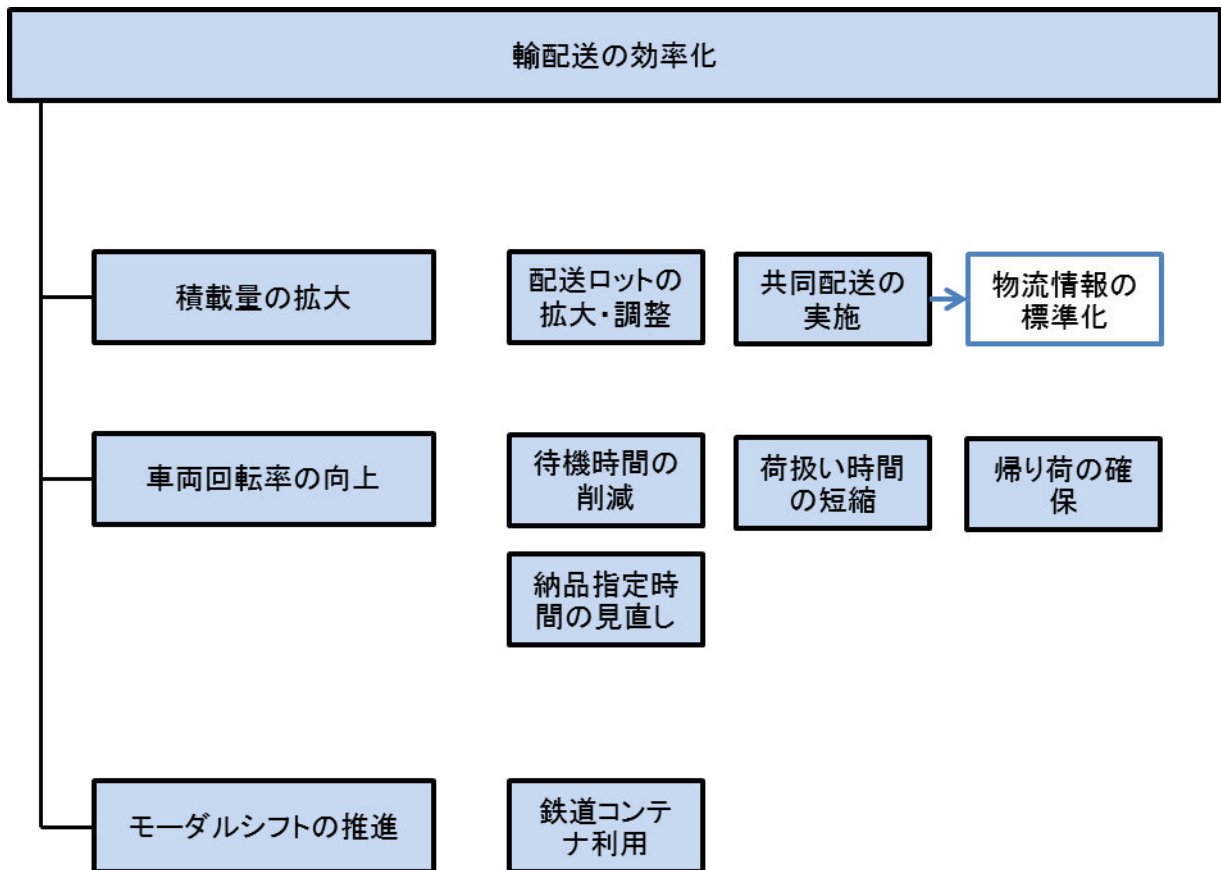 輸配送の効率化
積載量の拡大
配送ロットの
拡大・調整
共同配送の
実施
物流情報の
標準化
車両回転率の向上
待機時間の
削減
荷扱い時間
の短縮
帰り荷の確
保
納品指定時
間の見直し
モーダルシフトの推進
鉄道コンテ
ナ利用